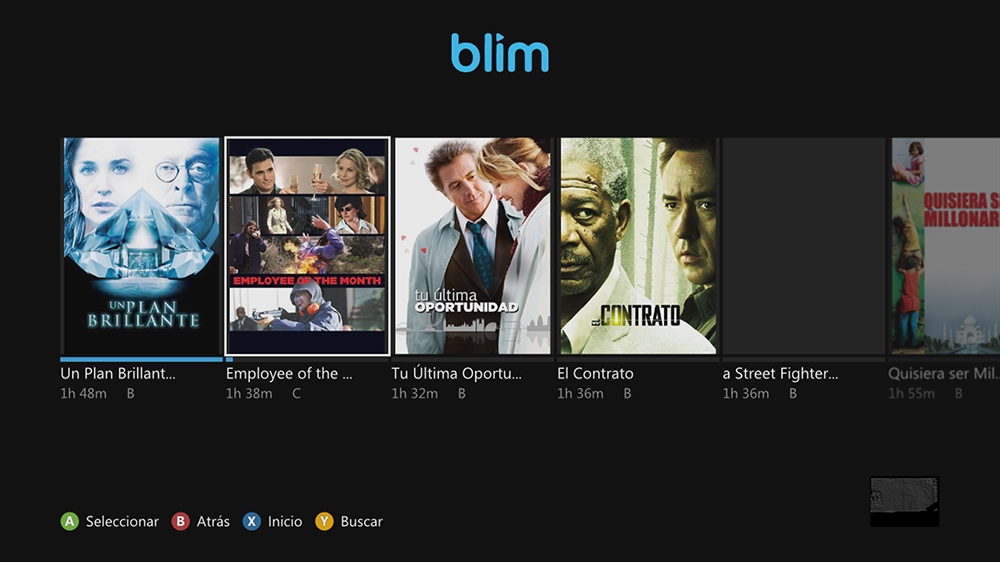 blim
UN PLAN
BRILLANTE
EMPLOYEE OF THE MONTH
tu última
OPORTUNIDAD
EL CONTRATO
QUISIERA S
MILLONAR
Un Plan Brillant...
1h 48m B
Employee of the ...
1h 38m C
Tu Última Oportu...
1h 32m B
El Contrato
1h 36m B
a Street Fighter...
1h 36m B
Quisiera ser Mil...
1h 55m B
A Seleccionar B Atrás X Inicio Y Buscar